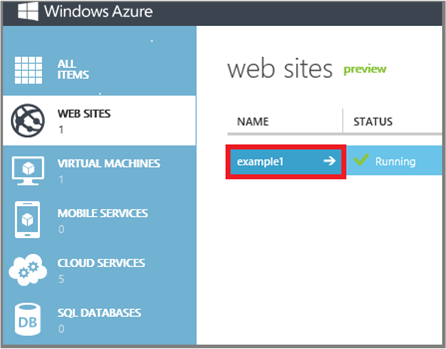 Windows Azure
ALL
ITEMS
WEB SITES
1
VIRTUAL MACHINES
1
MOBILE SERVICES
0
CLOUD SERVICES
5
DB
SQL DATABASES
0
web sites preview
NAME STATUS
example1 Running